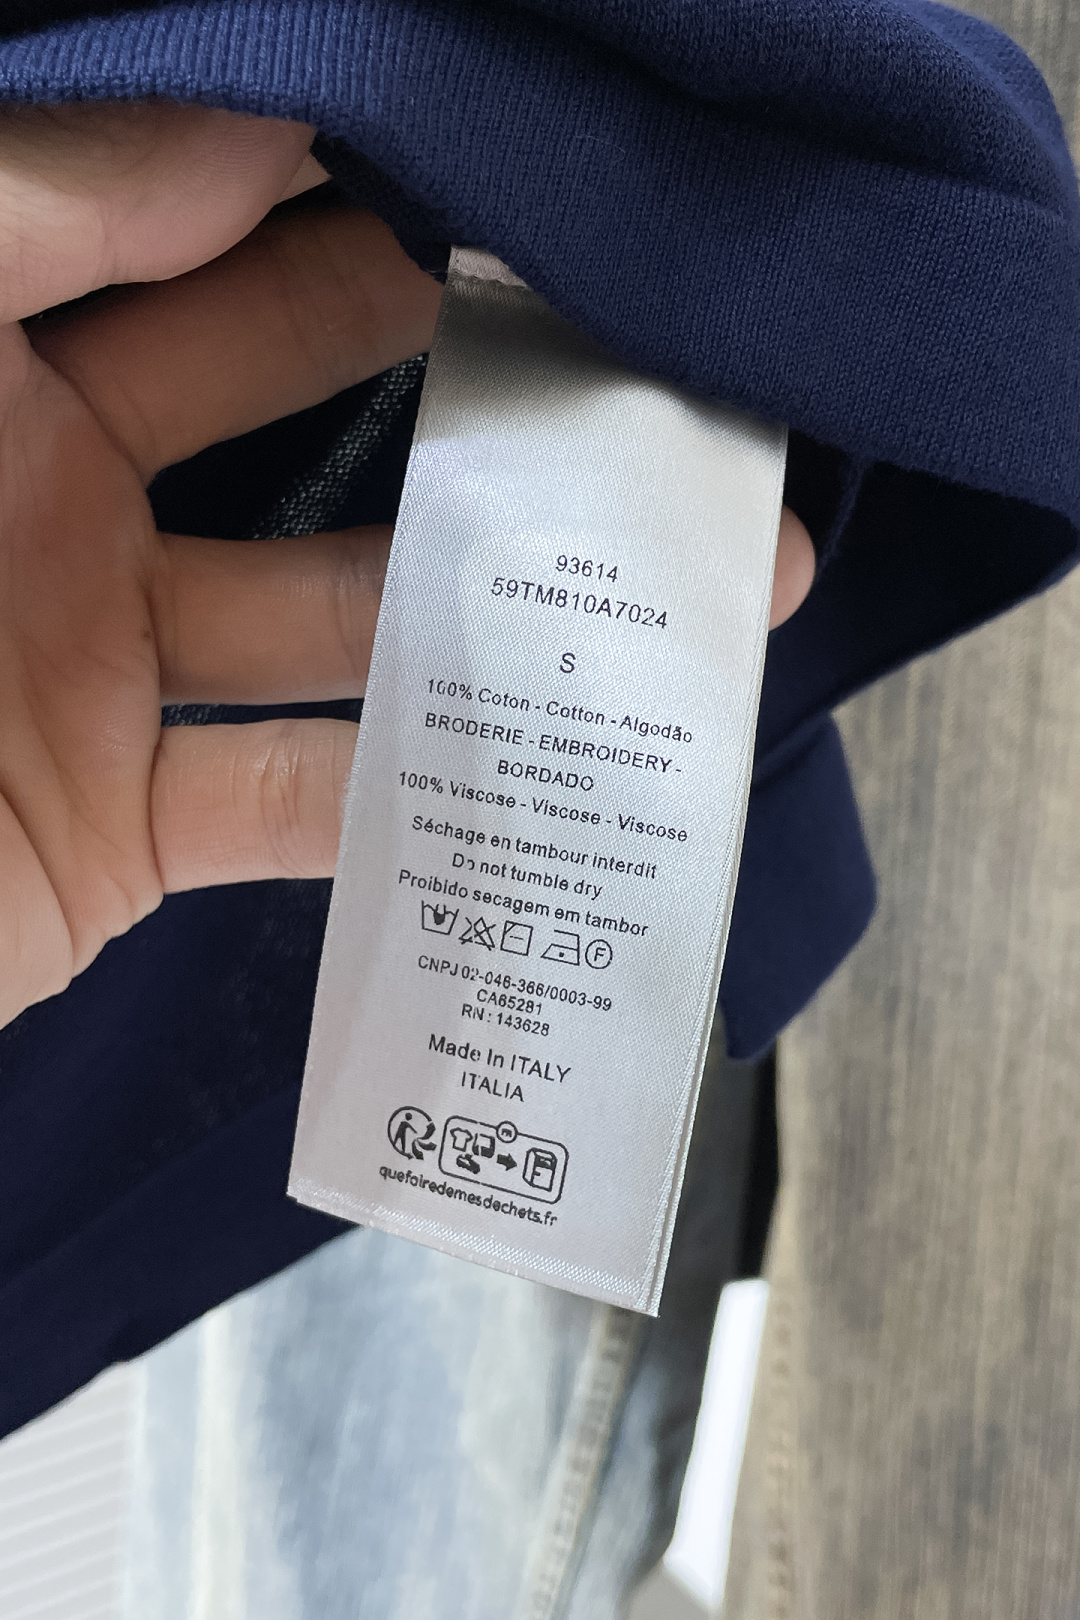 93614
59TM810A7024
S
100% Coton - Cotton - Algodão
BRODERIE - EMBROIDERY -
BORDADO
100% Viscose - Viscose - Viscose
Séchage en tambour interdit
Do not tumble dry
Proibido secagem em tambor
F
CNPJ 02-046-366/0003-99
CA65281
RN : 143628
Made In ITALY
ITALIA
FR
quefoiredemesdechets.fr